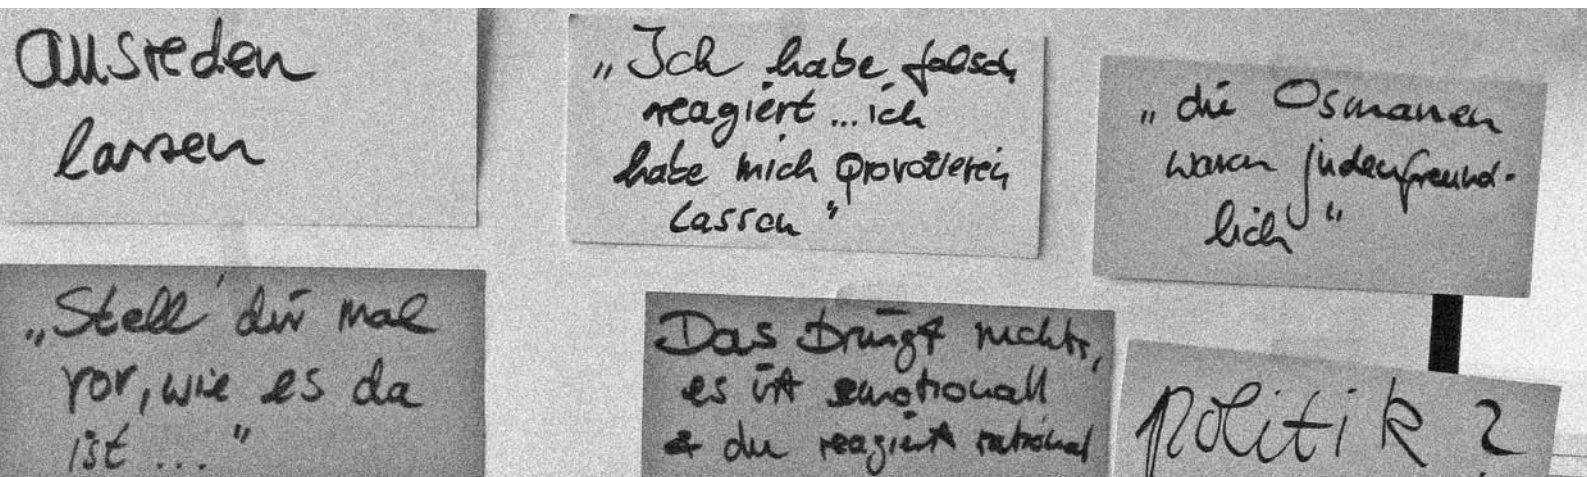 ausreden
lassen
„Ich habe falsch
reagiert...ich
habe mich provozieren
lassen"
„die Osmanen
waren judenfreund-
lich"
„Stell' dir mal
vor, wie es da
ist..."
Das bringt nichts,
es ist emotional
& du reagierst rational
Politik?